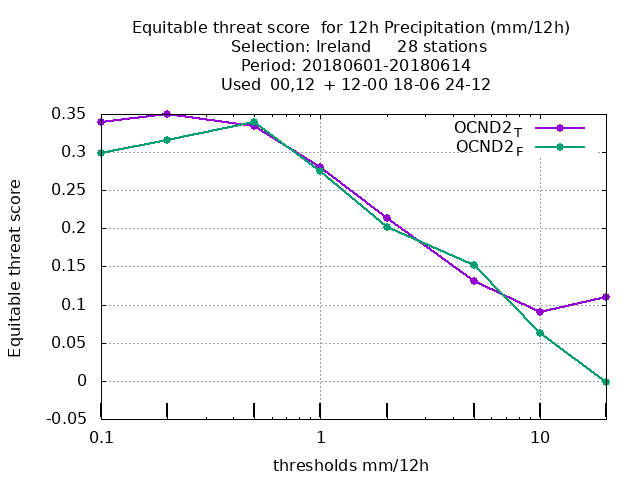 Equitable threat score  for 12h Precipitation (mm/12h)
Selection: Ireland     28 stations
Period: 20180601-20180614
Used  00,12  + 12-00 18-06 24-12
OCND2T
OCND2F
0.35
0.3
0.25
0.2
0.15
0.1
0.05
0
-0.05
Equitable threat score
0.1
1
10
thresholds mm/12h